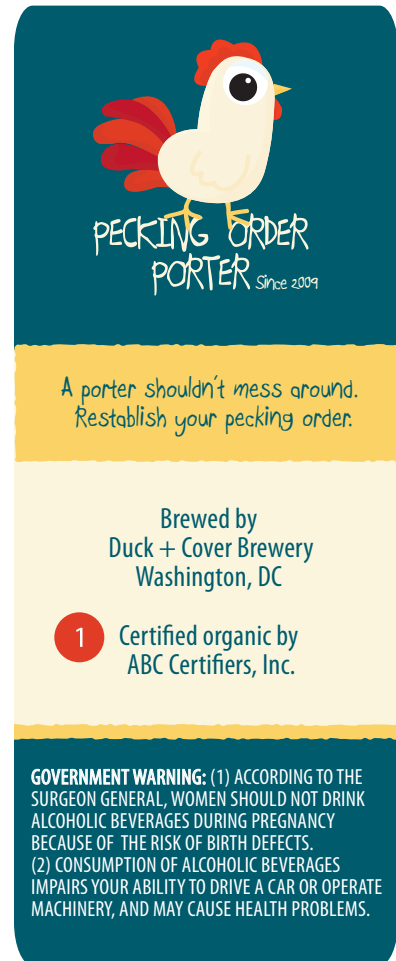 PECKING ORDER
PORTER Since 2009
A porter shouldn't mess around.
Restablish your pecking order.
Brewed by
Duck + Cover Brewery
Washington, DC
1 Certified organic by
ABC Certifiers, Inc.
GOVERNMENT WARNING: (1) ACCORDING TO THE
SURGEON GENERAL, WOMEN SHOULD NOT DRINK
ALCOHOLIC BEVERAGES DURING PREGNANCY
BECAUSE OF THE RISK OF BIRTH DEFECTS.
(2) CONSUMPTION OF ALCOHOLIC BEVERAGES
IMPAIRS YOUR ABILITY TO DRIVE A CAR OR OPERATE
MACHINERY, AND MAY CAUSE HEALTH PROBLEMS.